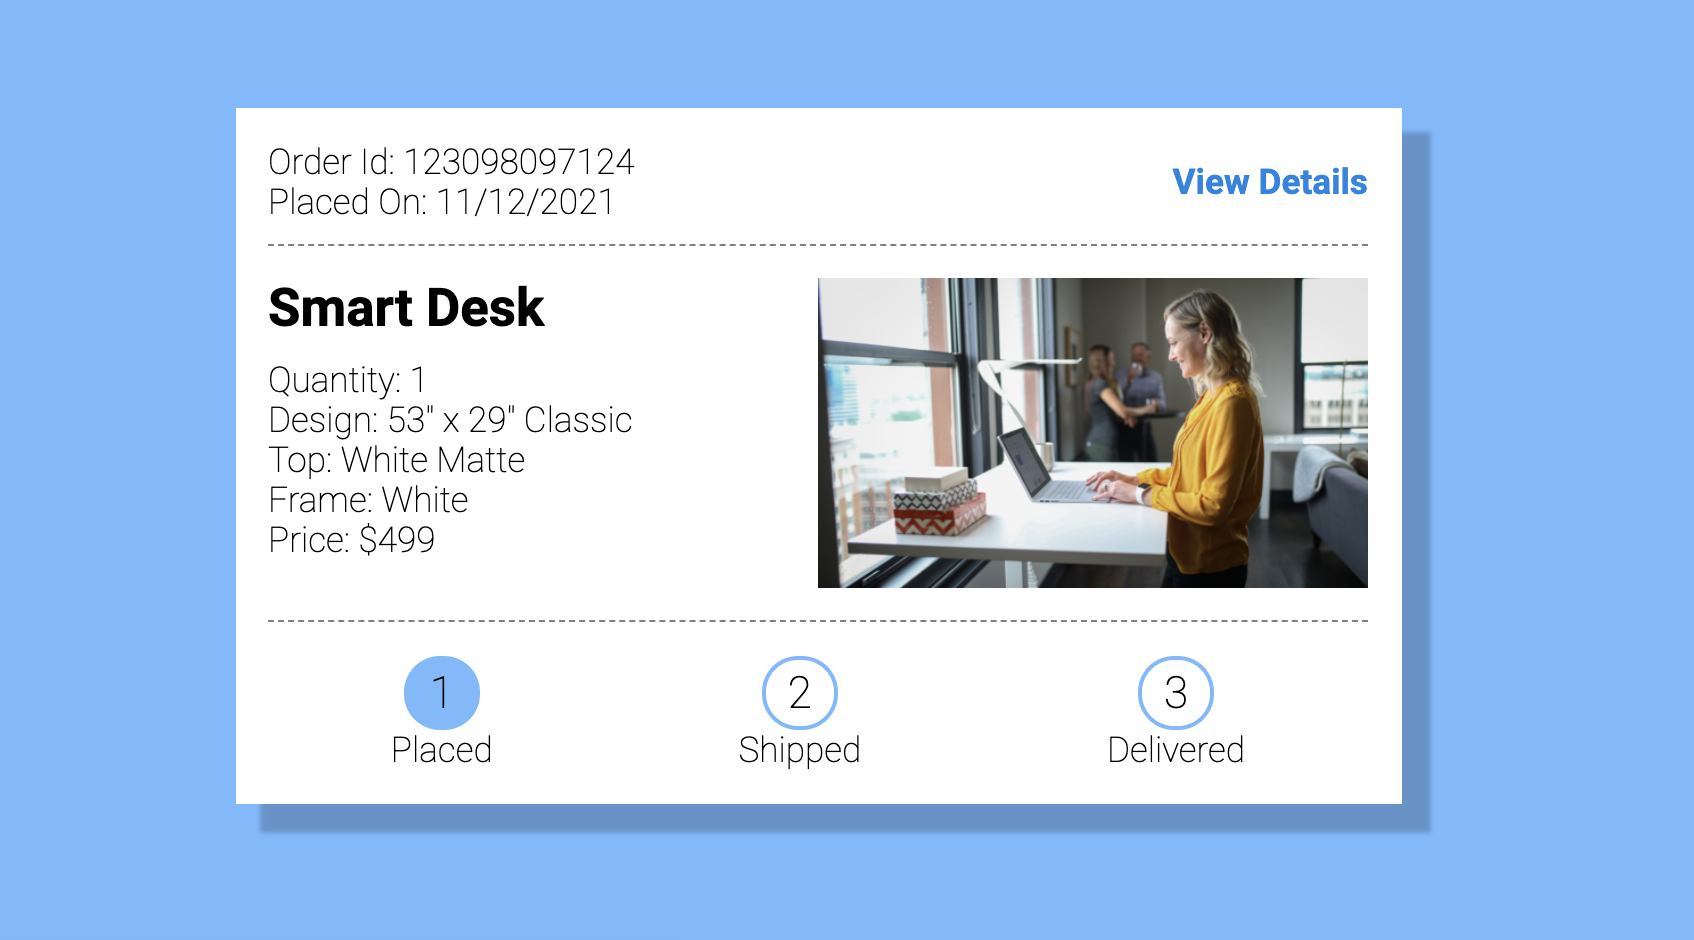 Order Id: 123098097124
Placed On: 11/12/2021
View Details
Smart Desk
Quantity: 1
Design: 53" x 29" Classic
Top: White Matte
Frame: White
Price: $499
1
Placed
2
Shipped
3
Delivered